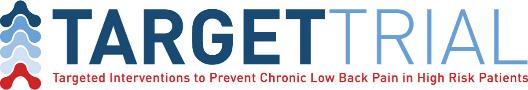 TARGETTRIAL
Targeted Interventions to Prevent Chronic Low Back Pain in High Risk Patients